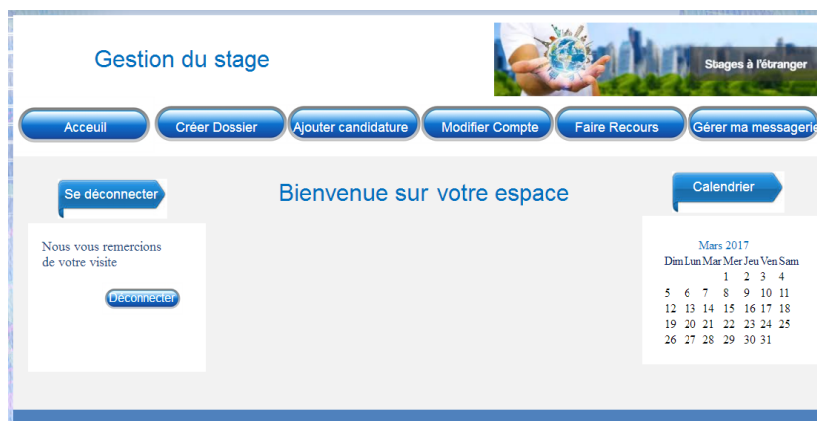 Gestion du stage
Stages à l'étranger
Acceuil
Créer Dossier
Ajouter candidature
Modifier Compte
Faire Recours
Gérer ma messagerie
Se déconnecter
Bienvenue sur votre espace
Calendrier
Nous vous remercions
de votre visite
Déconnecter
Mars 2017
Dim Lun Mar Mer Jeu Ven Sam
1 2 3 4
5 6 7 8 9 10 11
12 13 14 15 16 17 18
19 20 21 22 23 24 25
26 27 28 29 30 31